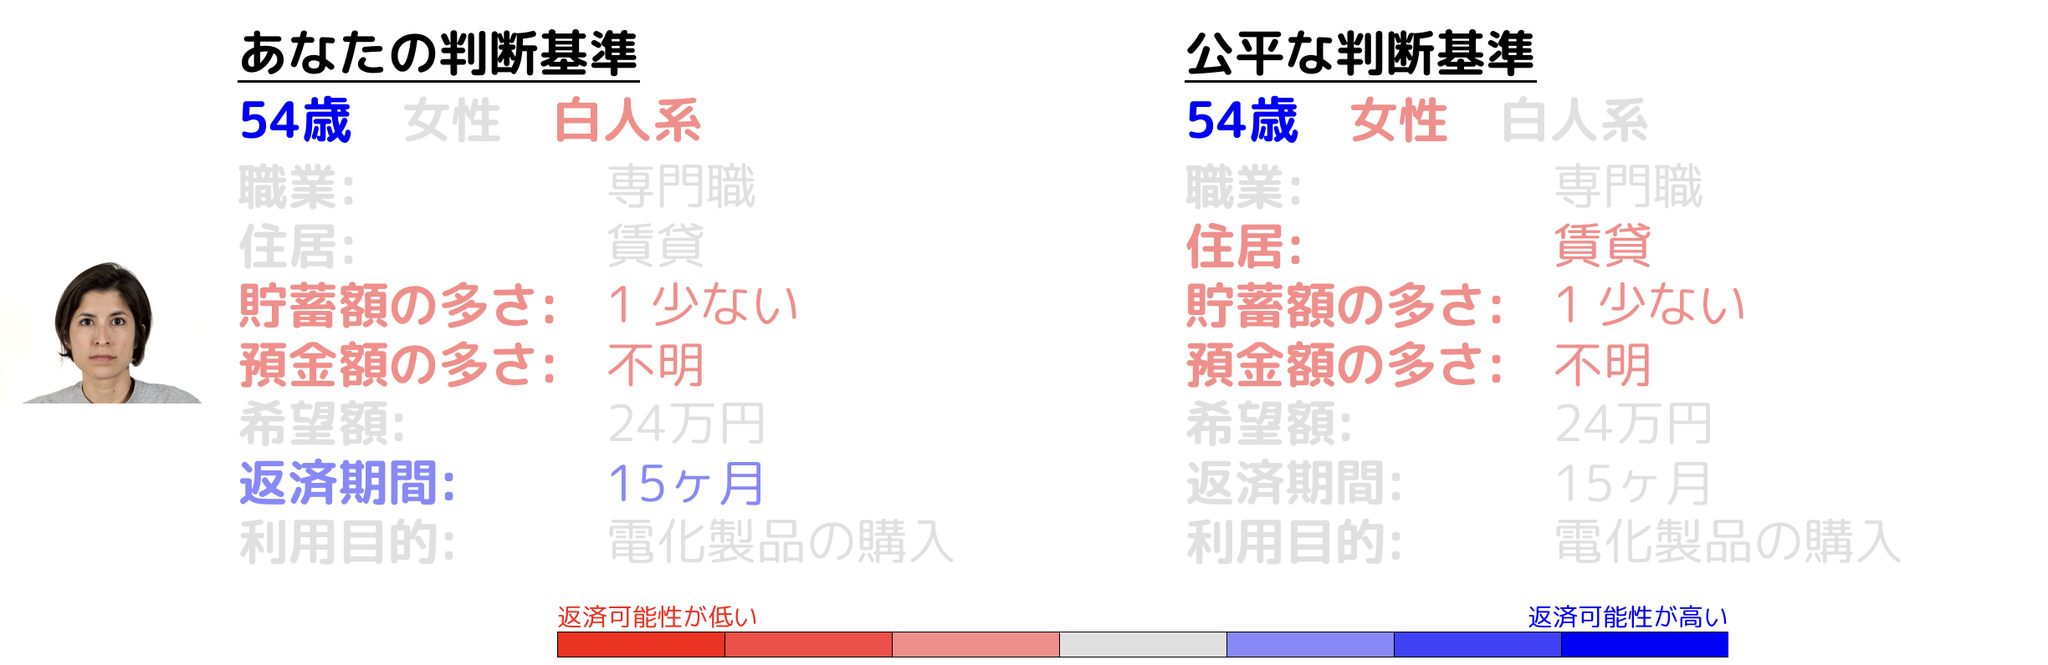 あなたの判断基準
54歳 女性 白人系
職業: 専門職
住居: 賃貸
貯蓄額の多さ: 1 少ない
預金額の多さ: 不明
希望額: 24万円
返済期間: 15ヶ月
利用目的: 電化製品の購入
公平な判断基準
54歳 女性 白人系
職業: 専門職
住居: 賃貸
貯蓄額の多さ: 1 少ない
預金額の多さ: 不明
希望額: 24万円
返済期間: 15ヶ月
利用目的: 電化製品の購入
返済可能性が低い
返済可能性が高い